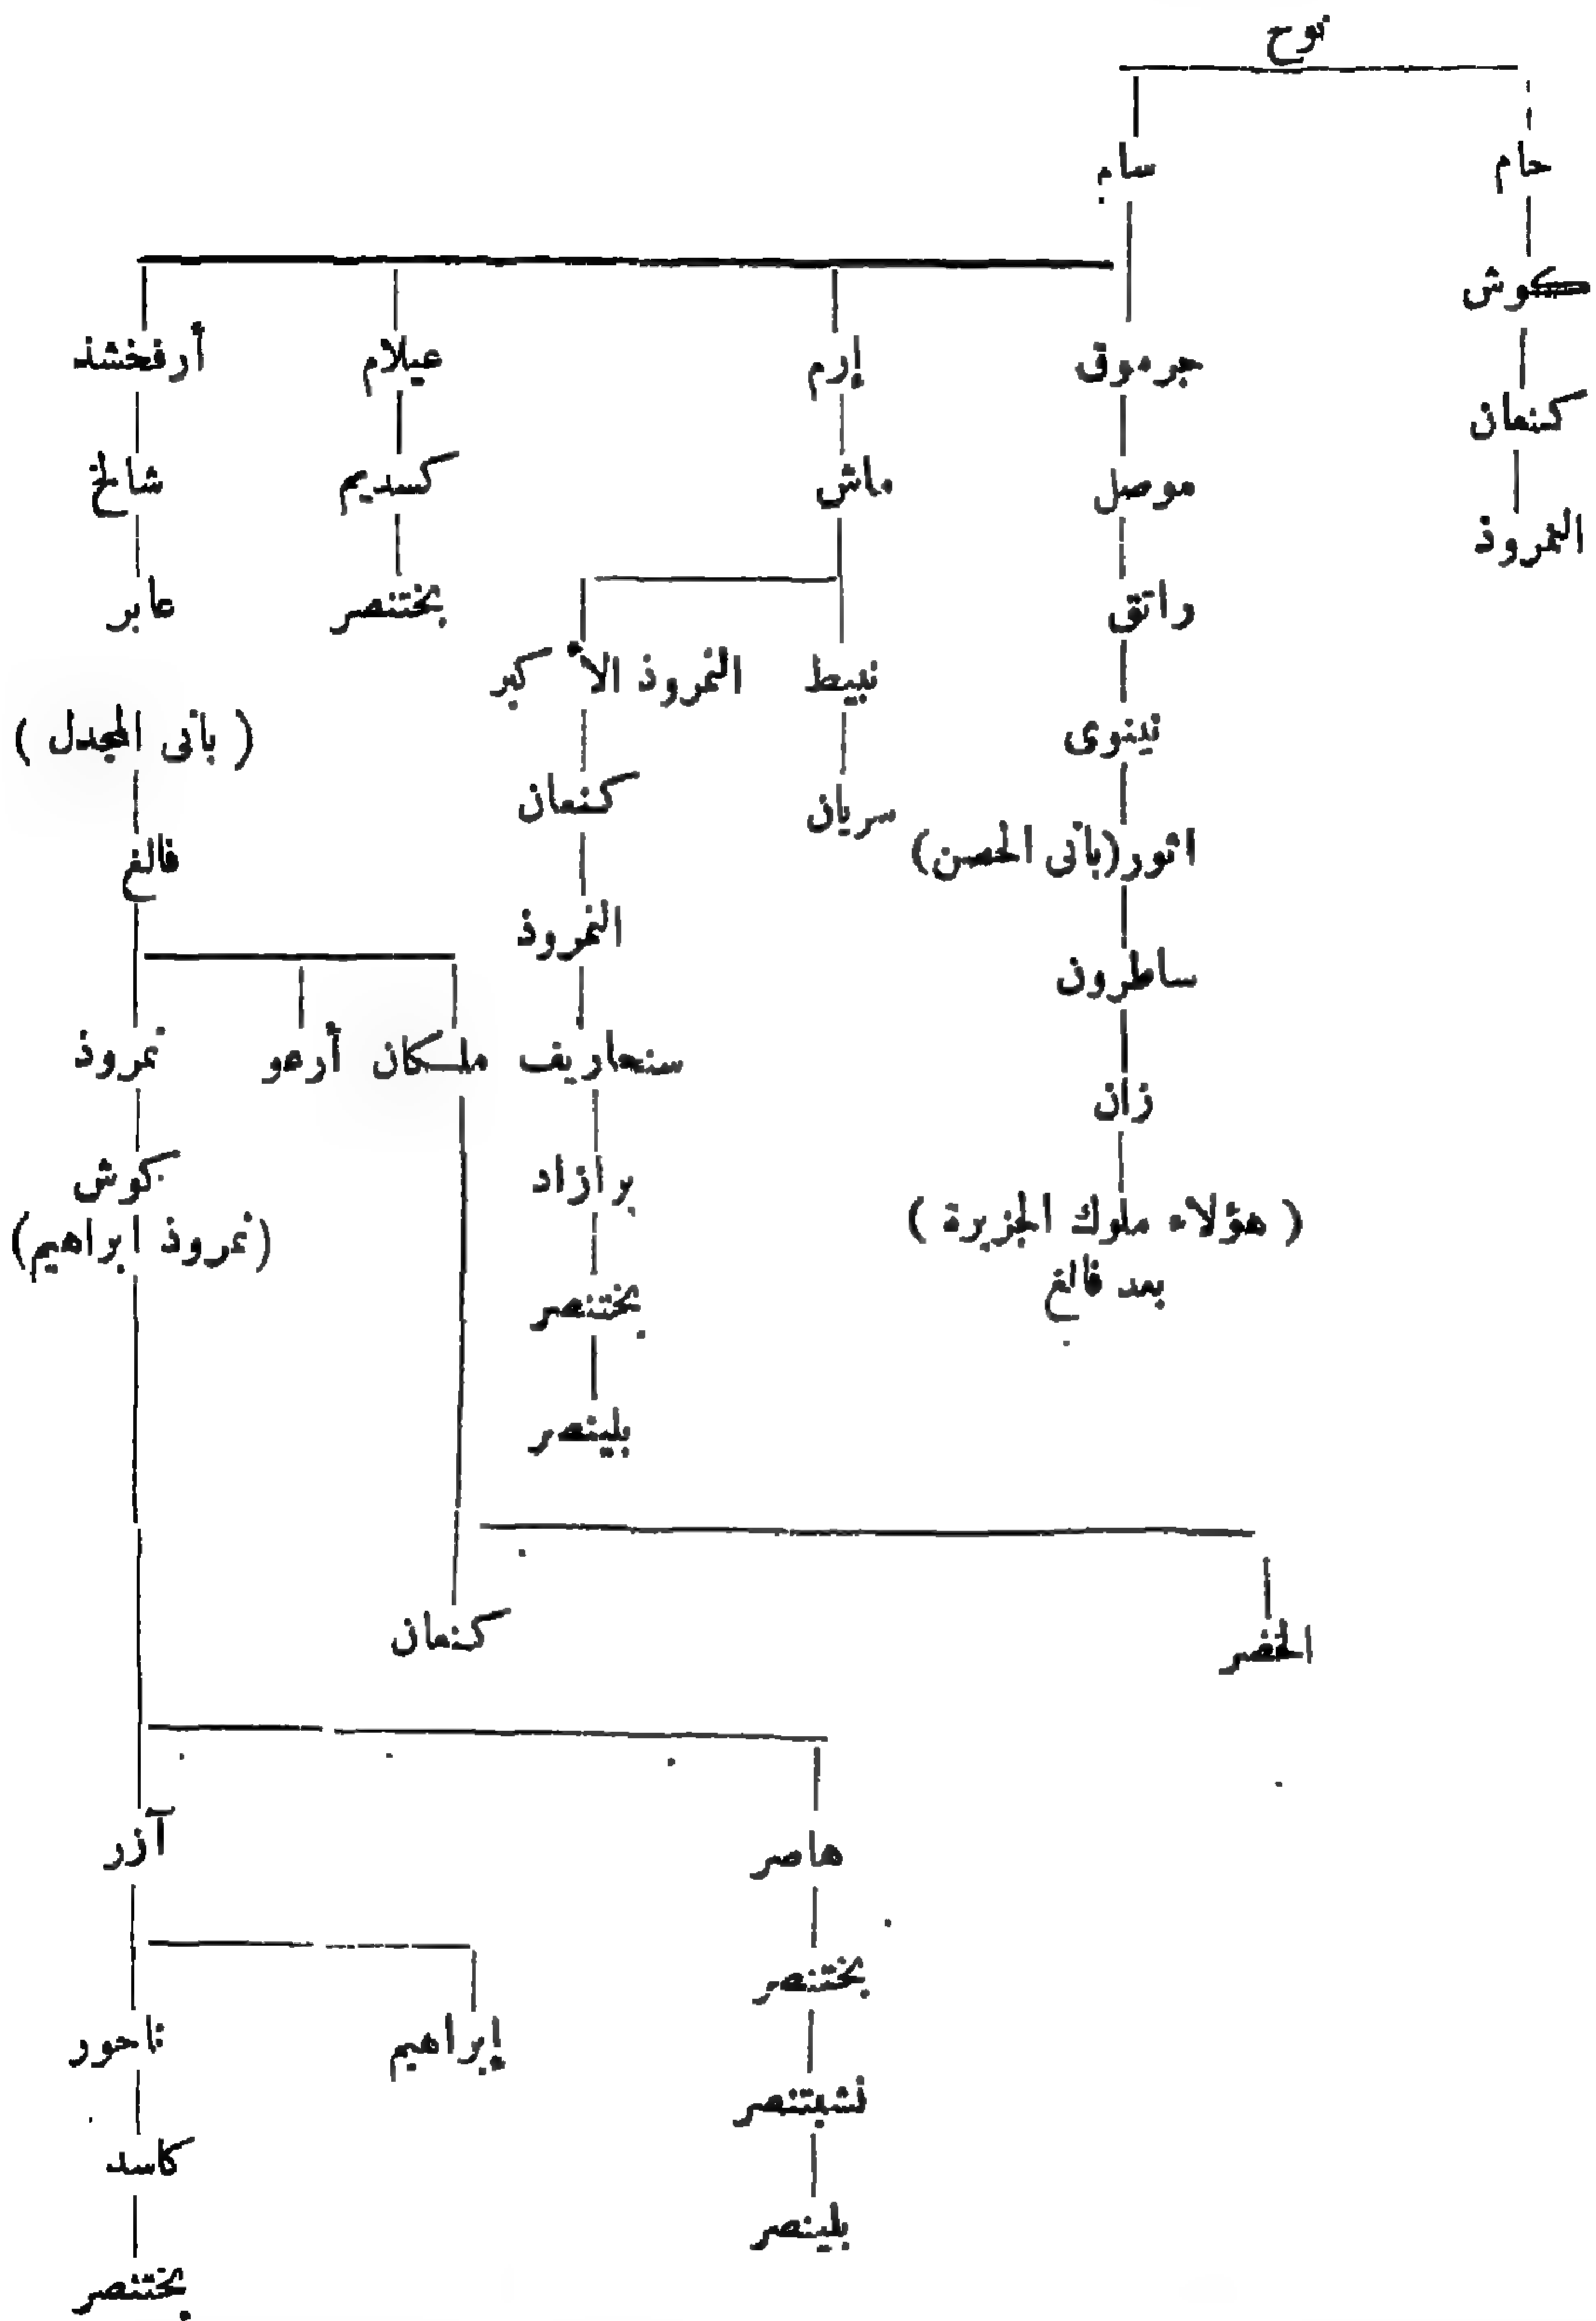 نوح
حام
سام
كوش
جرموق
إرم
عيلام
أرفخشذ
كنعان
موصل
ماش
كسديم
شالخ
النمروذ
واتق
بختنصر
عابر
نبيط
النمروذ الأكبر
نينوى
(بانى المجدل)
سريان
كنعان
اثور (بانى الحصن)
فالغ
النمروذ
ساطرون
سنحاريف
ملكان
أرعو
نمروذ
زان
برازاد
كوش
(نمروذ ابراهيم)
(هؤلاء ملوك الجزيرة)
بعد فالغ
بختنصر
بلينصر
كنعان
الخضر
آزر
هاصر
بختنصر
ناحور
إبراهيم
نشبتنصر
كاسد
بلينصر
بختنصر